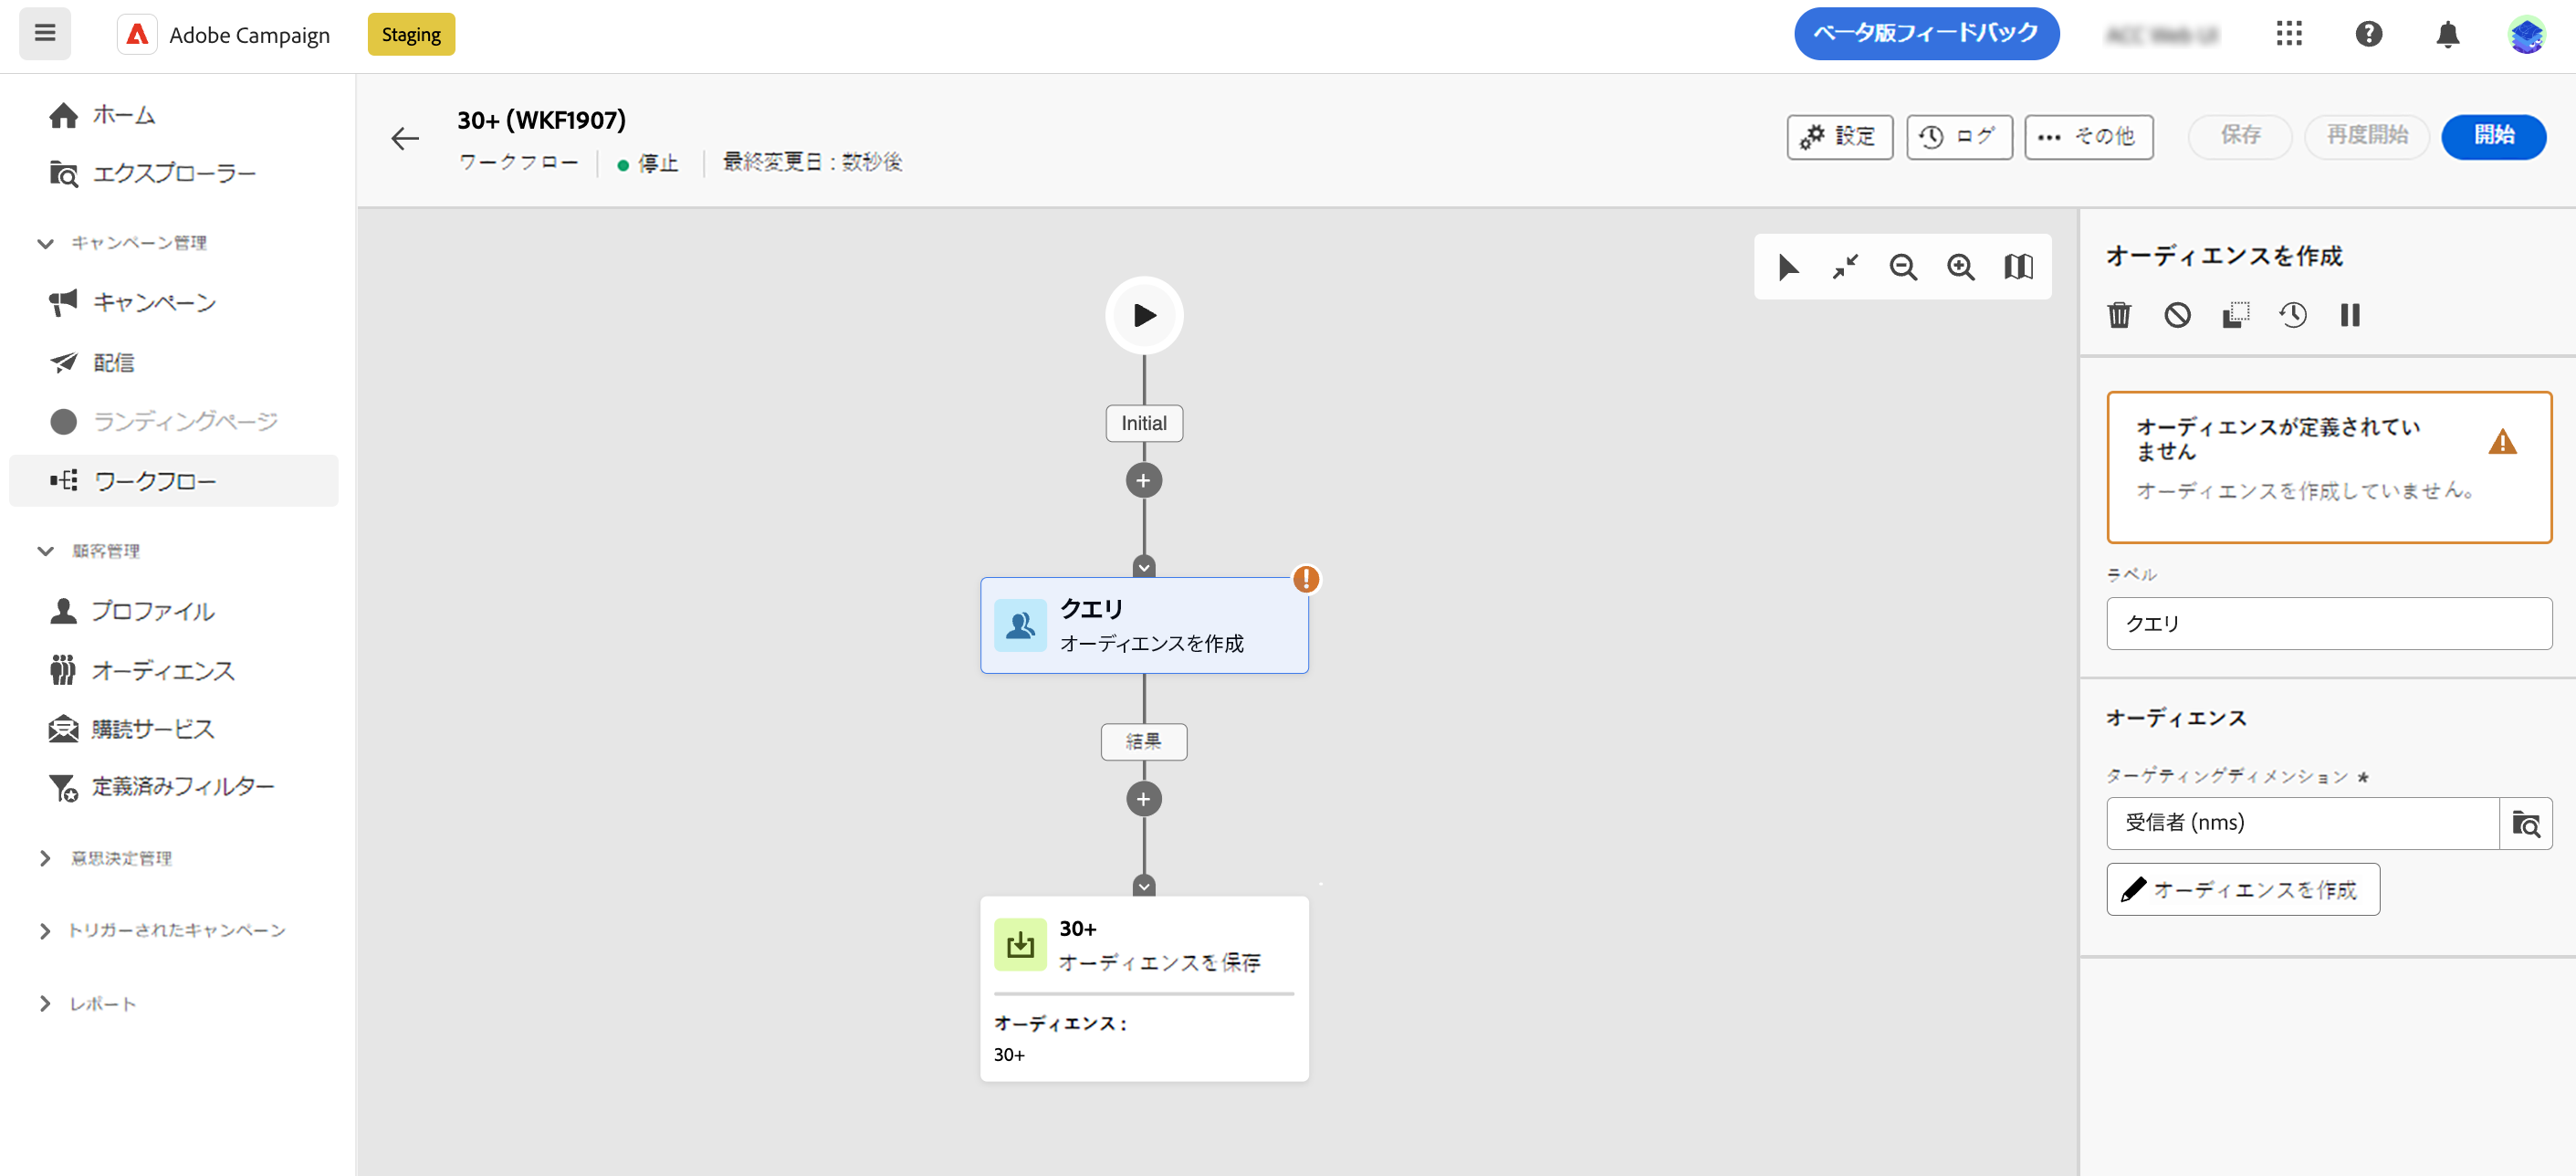 Adobe Campaign
Staging
ベータ版フィードバック
ホーム
エクスプローラー
キャンペーン管理
キャンペーン
配信
ランディングページ
ワークフロー
顧客管理
プロファイル
オーディエンス
購読サービス
定義済みフィルター
意思決定管理
トリガーされたキャンペーン
レポート
30+ (WKF1907)
ワークフロー
停止
最終変更日 : 数秒後
設定
ログ
その他
保存
再度開始
開始
Initial
クエリ
オーディエンスを作成
結果
30+
オーディエンスを保存
オーディエンス :
30+
オーディエンスを作成
オーディエンスが定義されてい
ません
オーディエンスを作成していません。
ラベル
クエリ
オーディエンス
ターゲティングディメンション *
受信者 (nms)
オーディエンスを作成